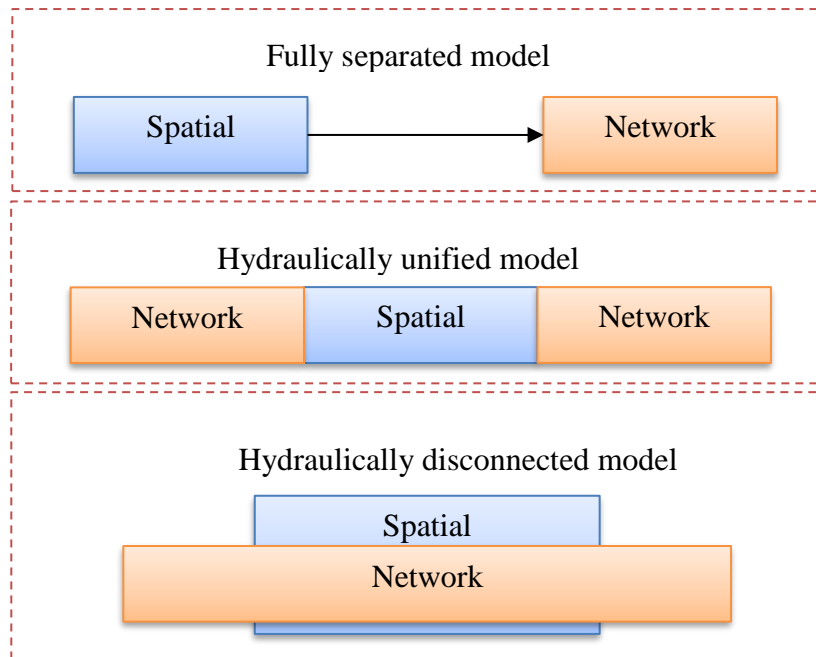 Fully separated model
Spatial
Network
Hydraulically unified model
Network
Spatial
Network
Hydraulically disconnected model
Spatial
Network